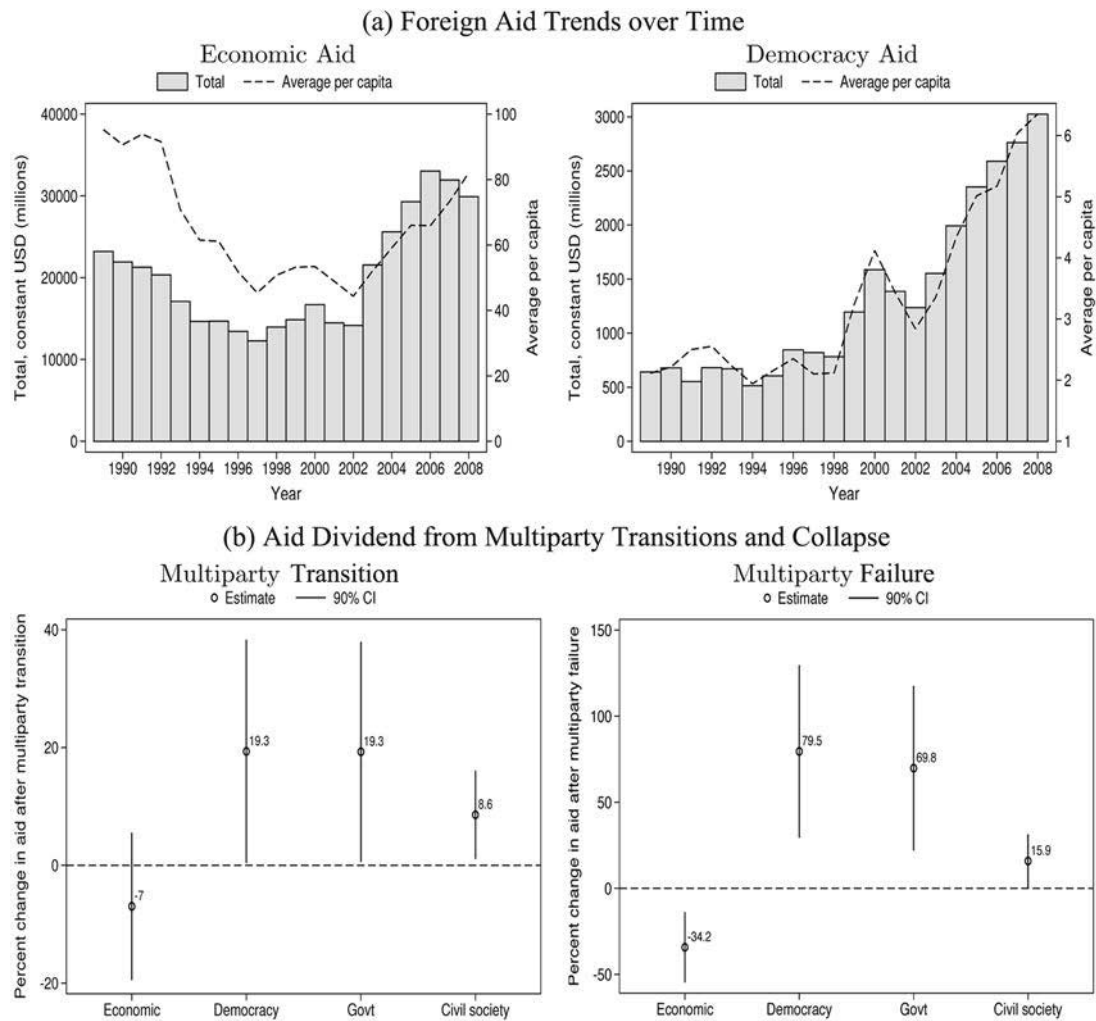 (a) Foreign Aid Trends over Time
Economic Aid
Total
Average per capita
Total, constant USD (millions)
40000
30000
20000
10000
0
100
80
60
40
20
0
Average per capita
1990 1992 1994 1996 1998 2000 2002 2004 2006 2008
Year
Democracy Aid
Total
Average per capita
Total, constant USD (millions)
3000
2500
2000
1500
1000
500
0
6
5
4
3
2
1
Average per capita
1990 1992 1994 1996 1998 2000 2002 2004 2006 2008
Year
(b) Aid Dividend from Multiparty Transitions and Collapse
Multiparty Transition
Estimate
90% CI
Percent change in aid after multiparty transition
40
20
0
-20
-7
19.3
19.3
8.6
Economic Democracy Govt Civil society
Multiparty Failure
Estimate
90% CI
Percent change in aid after multiparty failure
150
100
50
0
-50
-34.2
79.5
69.8
15.9
Economic Democracy Govt Civil society